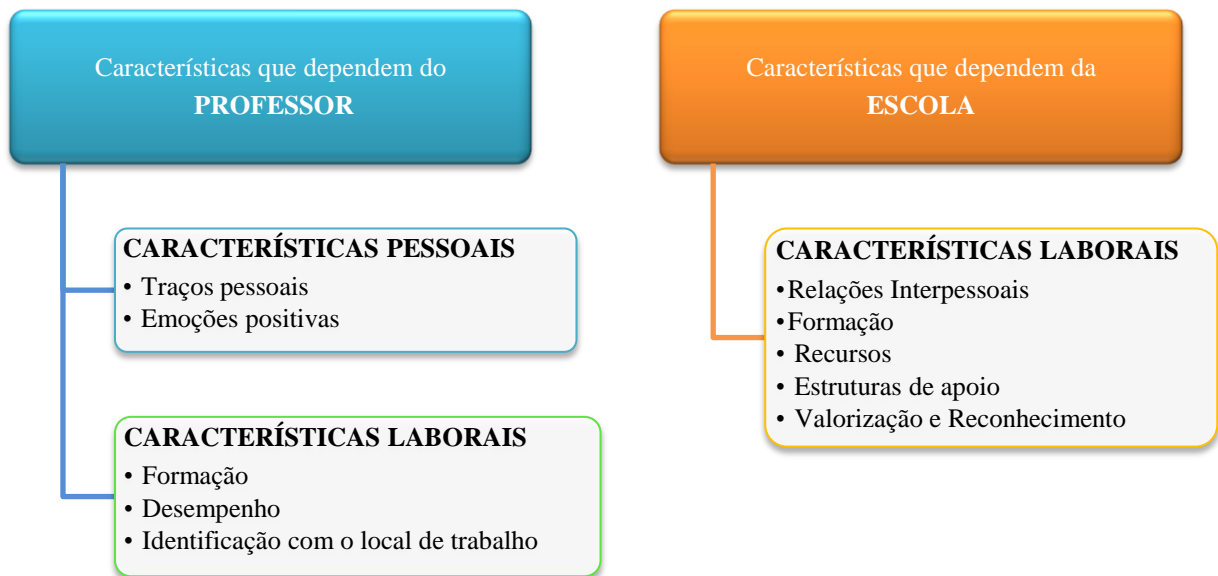 Características que dependem do
PROFESSOR
CARACTERÍSTICAS PESSOAIS
• Traços pessoais
• Emoções positivas
CARACTERÍSTICAS LABORAIS
• Formação
• Desempenho
• Identificação com o local de trabalho
Características que dependem da
ESCOLA
CARACTERÍSTICAS LABORAIS
•Relações Interpessoais
•Formação
• Recursos
• Estruturas de apoio
• Valorização e Reconhecimento